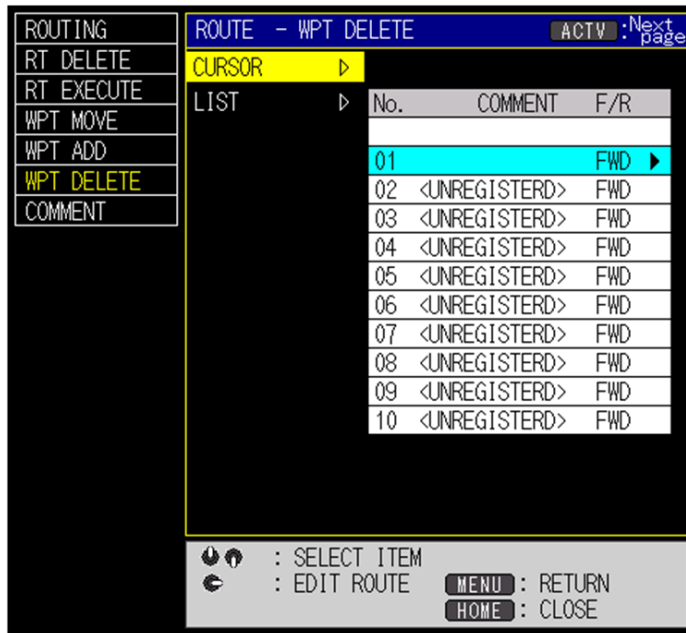 ROUTING
RT DELETE
RT EXECUTE
WPT MOVE
WPT ADD
WPT DELETE
COMMENT
ROUTE - WPT DELETE ACTV :Next page
CURSOR
LIST
No. COMMENT F/R
01 FWD
02 <UNREGISTERD> FWD
03 <UNREGISTERD> FWD
04 <UNREGISTERD> FWD
05 <UNREGISTERD> FWD
06 <UNREGISTERD> FWD
07 <UNREGISTERD> FWD
08 <UNREGISTERD> FWD
09 <UNREGISTERD> FWD
10 <UNREGISTERD> FWD
: SELECT ITEM
: EDIT ROUTE MENU : RETURN
HOME : CLOSE